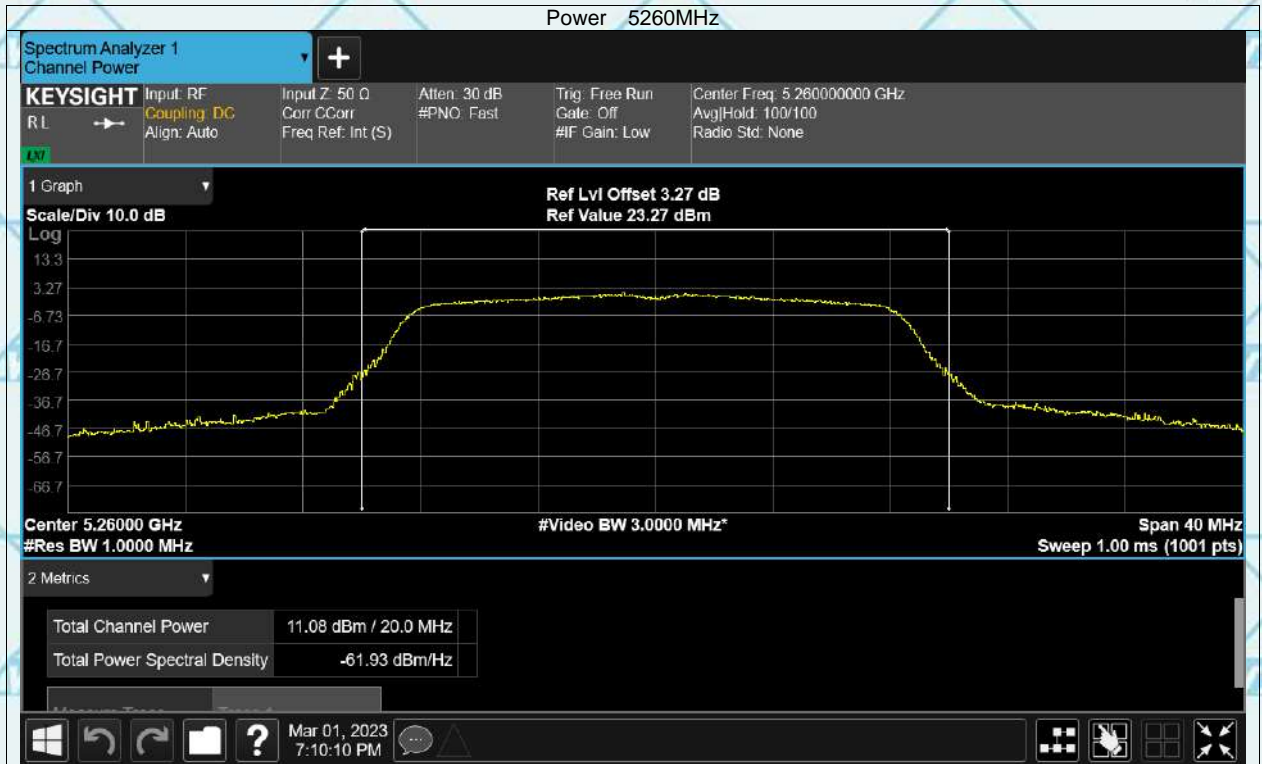 Power 5260MHz
Spectrum Analyzer 1
Channel Power
+
KEYSIGHT
RL
LXI
Input: RF
Coupling: DC
Align: Auto
Input Z: 50 Ω
Corr CCorr
Freq Ref: Int (S)
Atten: 30 dB
#PNO: Fast
Trig: Free Run
Gate: Off
#IF Gain: Low
Center Freq: 5.260000000 GHz
Avg|Hold: 100/100
Radio Std: None
1 Graph
Scale/Div 10.0 dB
Ref Lvl Offset 3.27 dB
Ref Value 23.27 dBm
Log
13.3
3.27
-6.73
-16.7
-26.7
-36.7
-46.7
-56.7
-66.7
Center 5.26000 GHz
#Res BW 1.0000 MHz
#Video BW 3.0000 MHz*
Span 40 MHz
Sweep 1.00 ms (1001 pts)
2 Metrics
Total Channel Power 11.08 dBm / 20.0 MHz
Total Power Spectral Density -61.93 dBm/Hz
?
Mar 01, 2023
7:10:10 PM